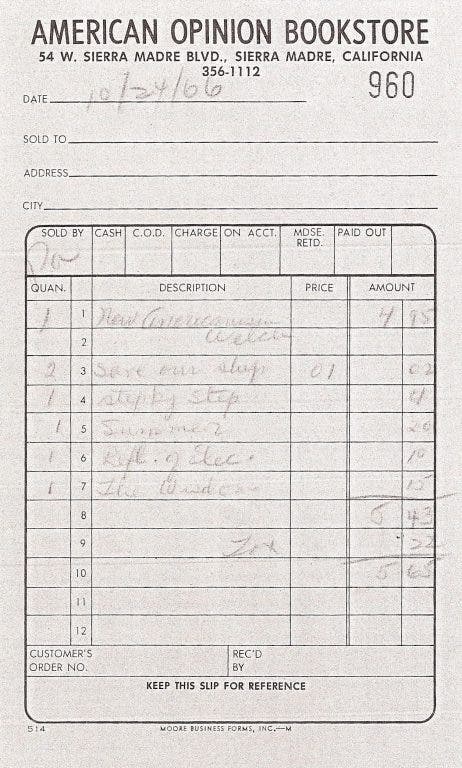 AMERICAN OPINION BOOKSTORE
54 W. SIERRA MADRE BLVD., SIERRA MADRE, CALIFORNIA
356-1112
960
DATE 10/24/66
SOLD TO
ADDRESS
CITY
SOLD BY CASH C.O.D. CHARGE ON ACCT. MDSE. RETD. PAID OUT
QUAN. DESCRIPTION PRICE AMOUNT
1 1 New Americanism 4 95
2 Welch
2 3 Save our ship 01 02
1 4 step by step
1 5 20
1 6 Refl. of Elec. 10
1 7 The Wisdom 15
8 5 43
9 Tax 22
10 5 65
11
12
CUSTOMER'S ORDER NO. REC'D BY
KEEP THIS SLIP FOR REFERENCE
514 MOORE BUSINESS FORMS, INC.—M